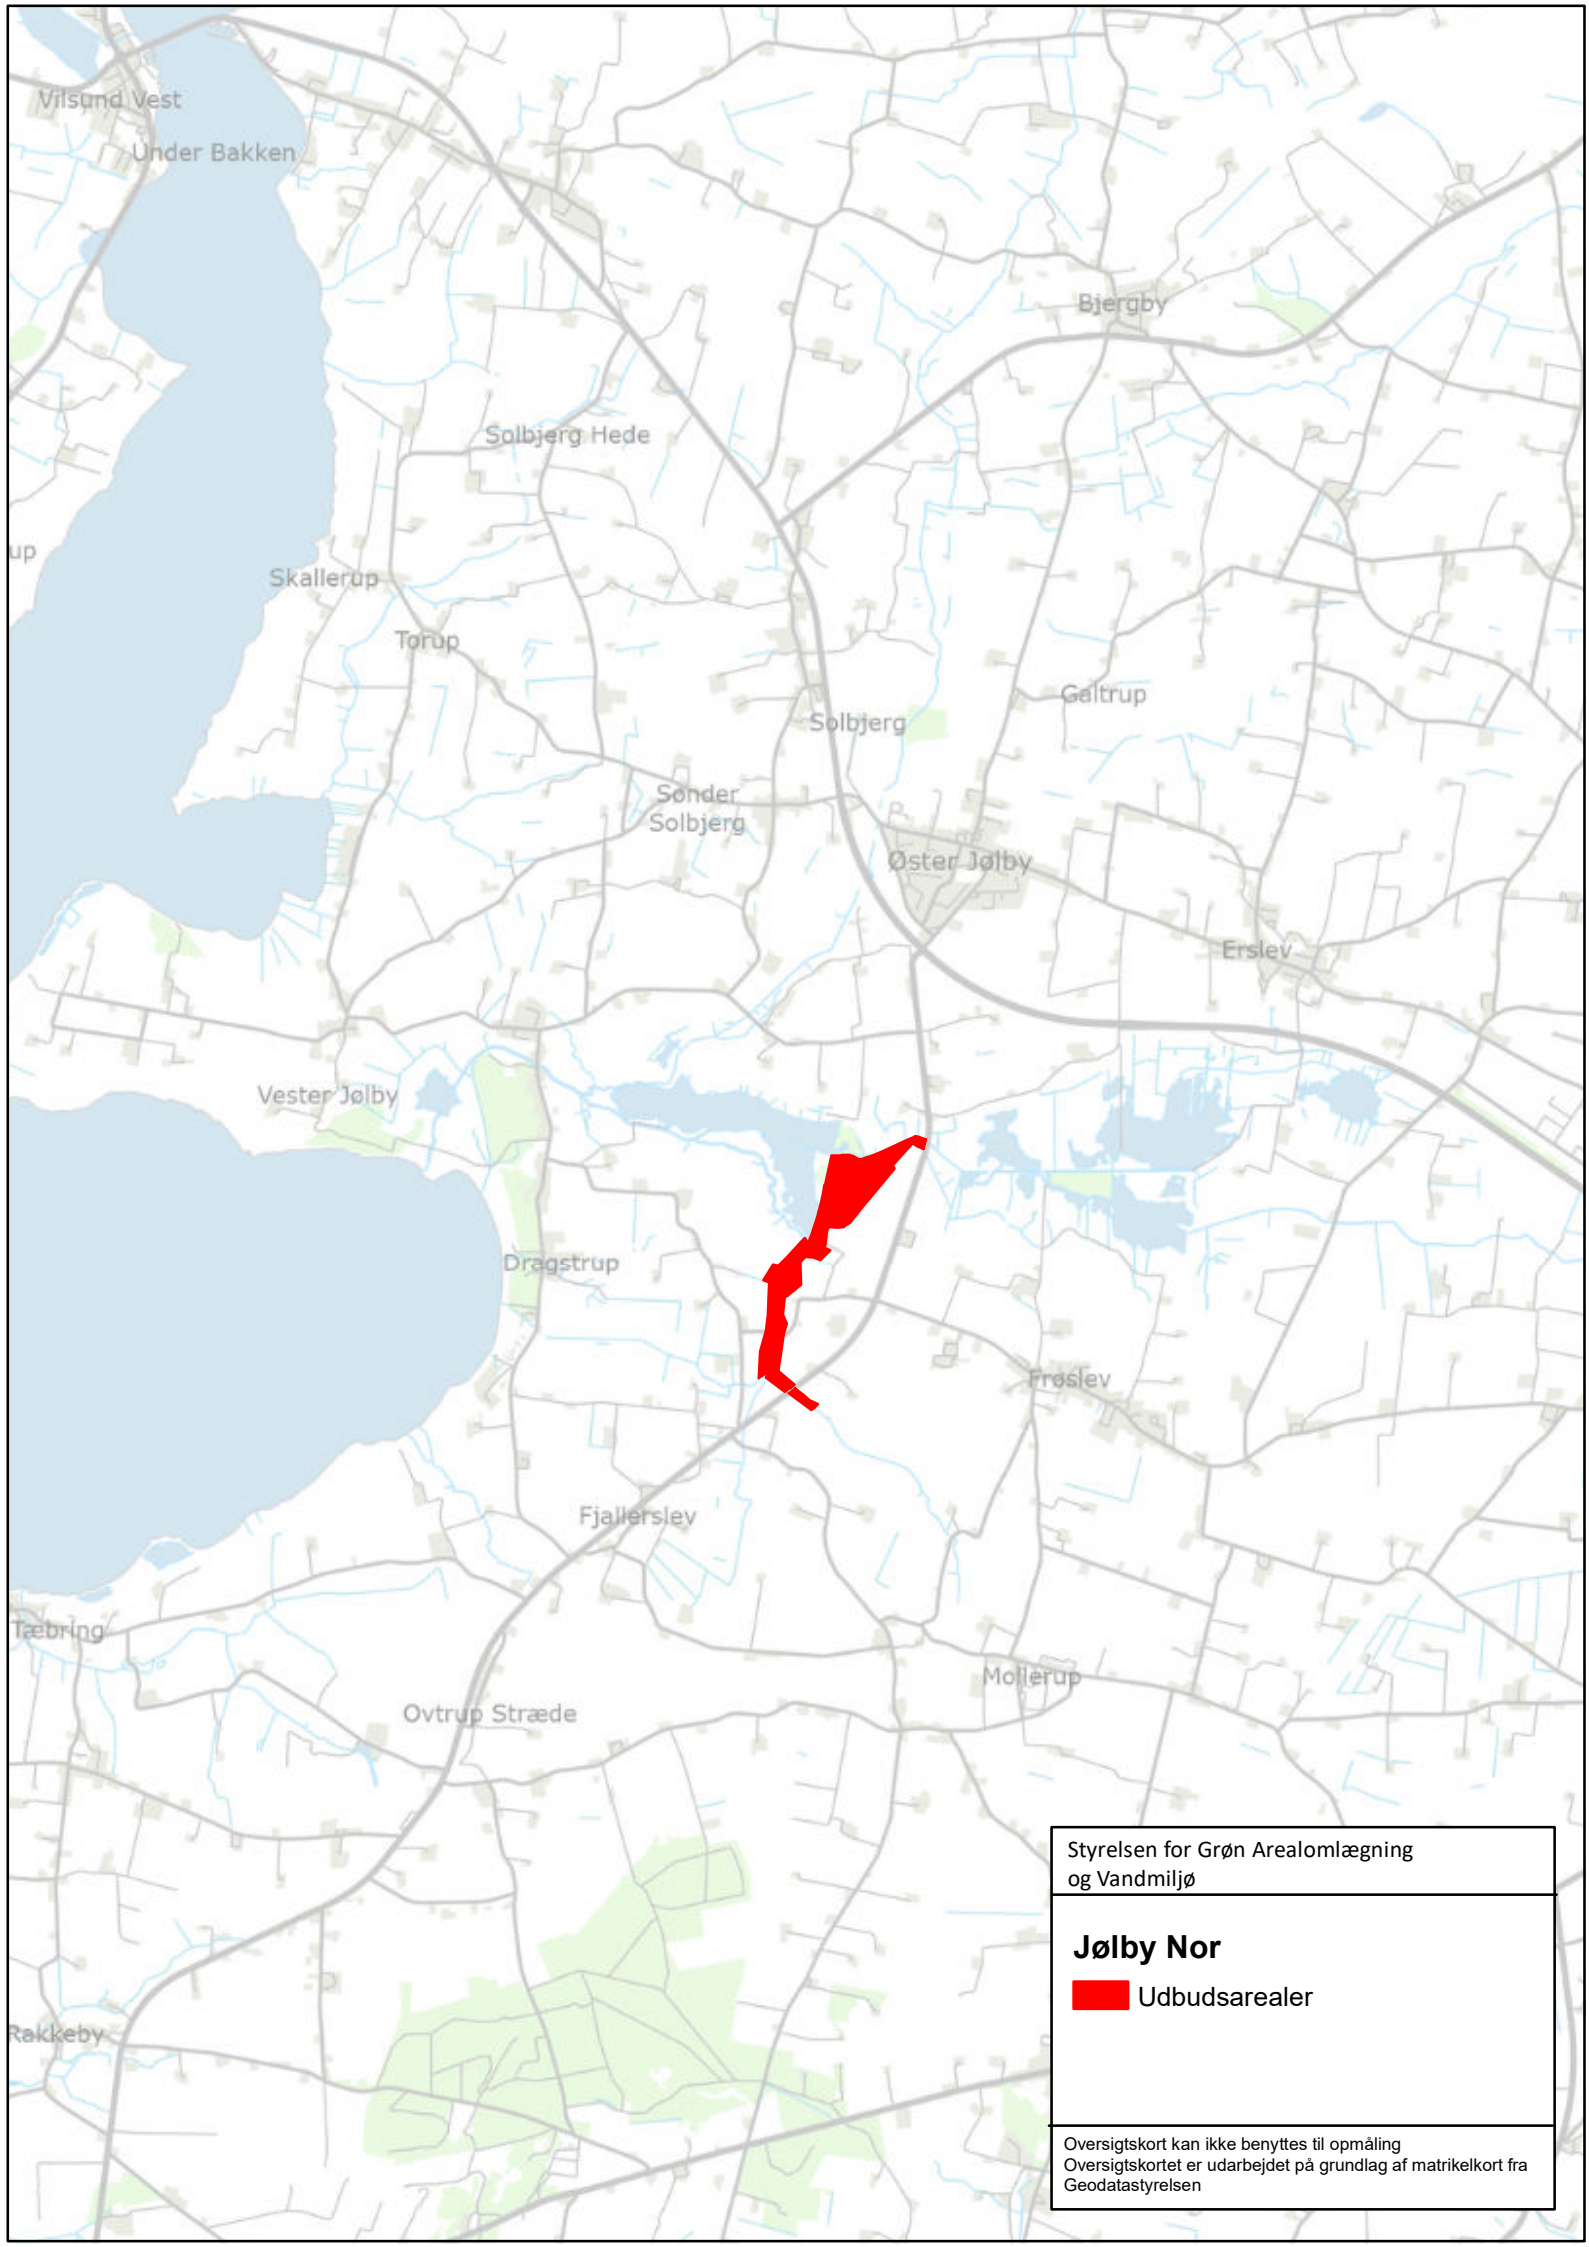 Vilsund Vest
Under Bakken
Bjergby
Solbjerg Hede
up
Skallerup
Torup
Galtrup
Solbjerg
Sønder
Solbjerg
Øster Jølby
Erslev
Vester Jølby
Dragstrup
Frøslev
Fjallerslev
Tæbring
Mollerup
Ovtrup Stræde
Rakkeby
Styrelsen for Grøn Arealomlægning
og Vandmiljø
Jølby Nor
Udbudsarealer
Oversigtskort kan ikke benyttes til opmåling
Oversigtskortet er udarbejdet på grundlag af matrikelkort fra
Geodatastyrelsen